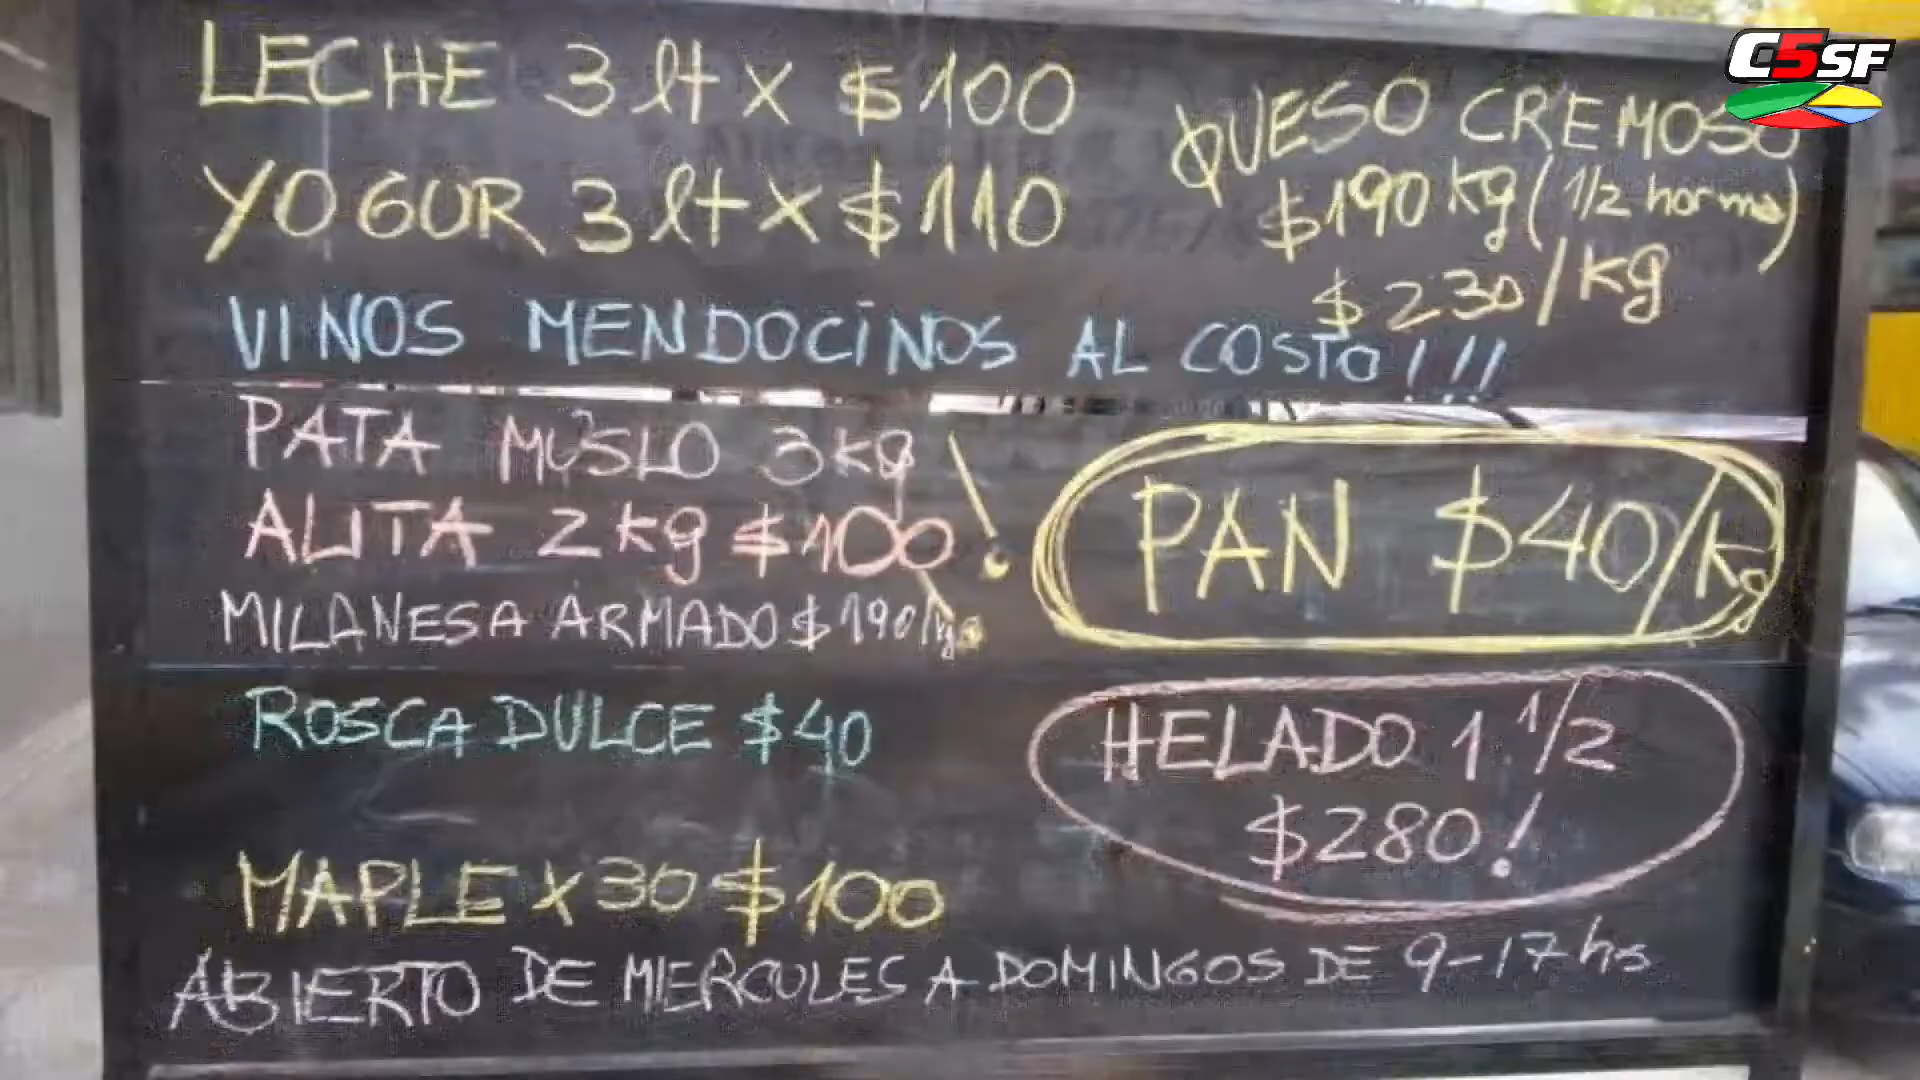 LECHE 3 lt X $100
YOGUR 3 lt X $110
QUESO CREMOSO
$190 kg (1/2 horma)
$230/kg
VINOS MENDOCINOS AL COSTO!!!
PATA MUSLO 3kg
ALITA 2kg $100 !
MILANESA ARMADO $190/kg
PAN $40/kg
ROSCA DULCE $40
HELADO 1 1/2
$280!
MAPLE X 30 $100
ABIERTO DE MIERCOLES A DOMINGOS DE 9-17 hs
C5SF